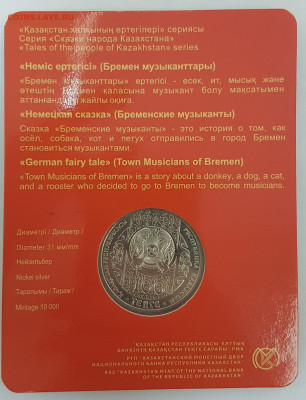 «Қазақстан халқының ертегілері» сериясы
Серия «Сказки народа Казахстана»
«Tales of the people of Kazakhstan» series
«Неміс ертегісі» (Бремен музыканттары)
«Бремен музыканттары» ертегісі - есек, ит, мысық және
әтештің Бремен қаласына музыкант болу мақсатымен
аттанғандығы жайлы оқиға.
«Немецкая сказка» (Бременские музыканты)
Сказка «Бременские музыканты» - это история о том, как
осёл, собака, кот и петух отправились в город Бремен
становиться музыкантами.
«German fairy tale» (Town Musicians of Bremen)
«Town Musicians of Bremen» is a story about a donkey, a dog, a cat,
and a rooster who decided to go to Bremen to become musicians.
Диаметрі / Диаметр /
Diameter 31 мм/mm
Нейзильбер
Nickel silver
Таралымы / Тираж /
Mintage 10 000
100
ТЕҢГЕ
"ҚАЗАҚСТАН РЕСПУБЛИКАСЫ ҰЛТТЫҚ
БАНКІНІҢ ҚАЗАҚСТАН ТЕҢГЕ САРАЙЫ" РМК
РГП "КАЗАХСТАНСКИЙ МОНЕТНЫЙ ДВОР
НАЦИОНАЛЬНОГО БАНКА РЕСПУБЛИКИ КАЗАХСТАН"
RSE "KAZAKHSTAN MINT OF THE NATIONAL BANK
OF THE REPUBLIC OF KAZAKHSTAN"